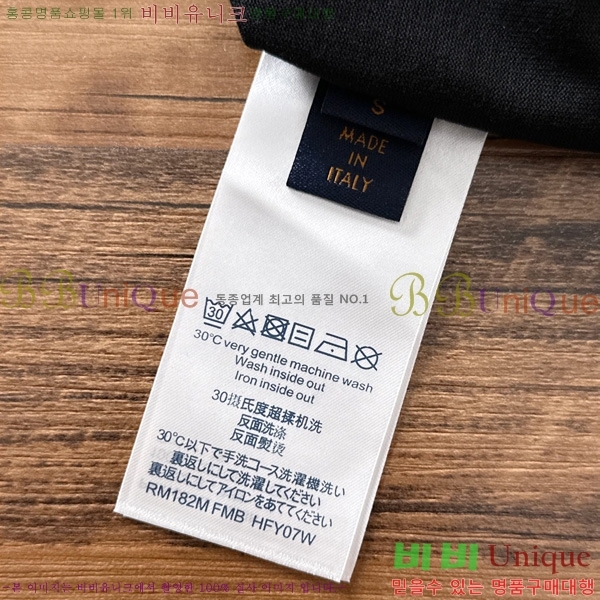 홍콩명품쇼핑몰 1위 비비유니크
S
MADE
IN
ITALY
동종업계 최고의 품질 NO.1
BBUniQue
BBUniQue
30
30℃ very gentle machine wash
Wash inside out
Iron inside out
30摄氏度超揉机洗
反面洗涤
反面熨烫
30℃以下で手洗コース洗濯機洗い
裏返しにして洗濯してください
裏返しにしてアイロンをあててください
RM182M FMB HFY07W
비비 Unique
믿을수 있는 명품구매대행